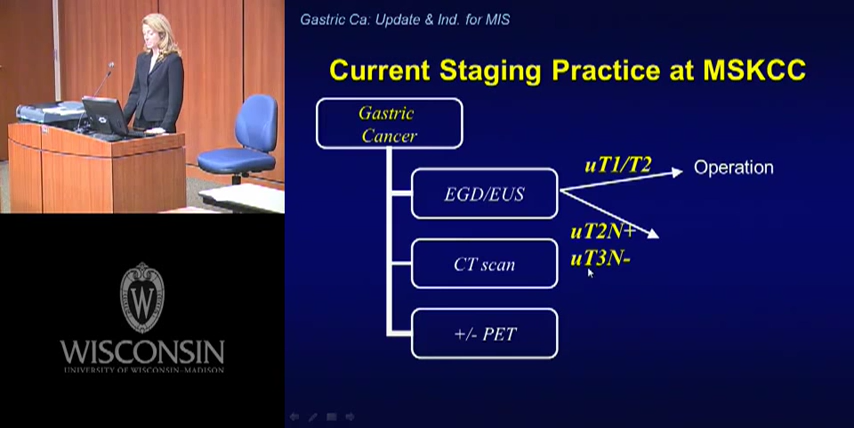 Gastric Ca: Update & Ind. for MIS
Current Staging Practice at MSKCC
Gastric
Cancer
EGD/EUS
uT1/T2
Operation
uT2N+
uT3N-
CT scan
+/- PET
W
WISCONSIN
UNIVERSITY OF WISCONSIN-MADISON